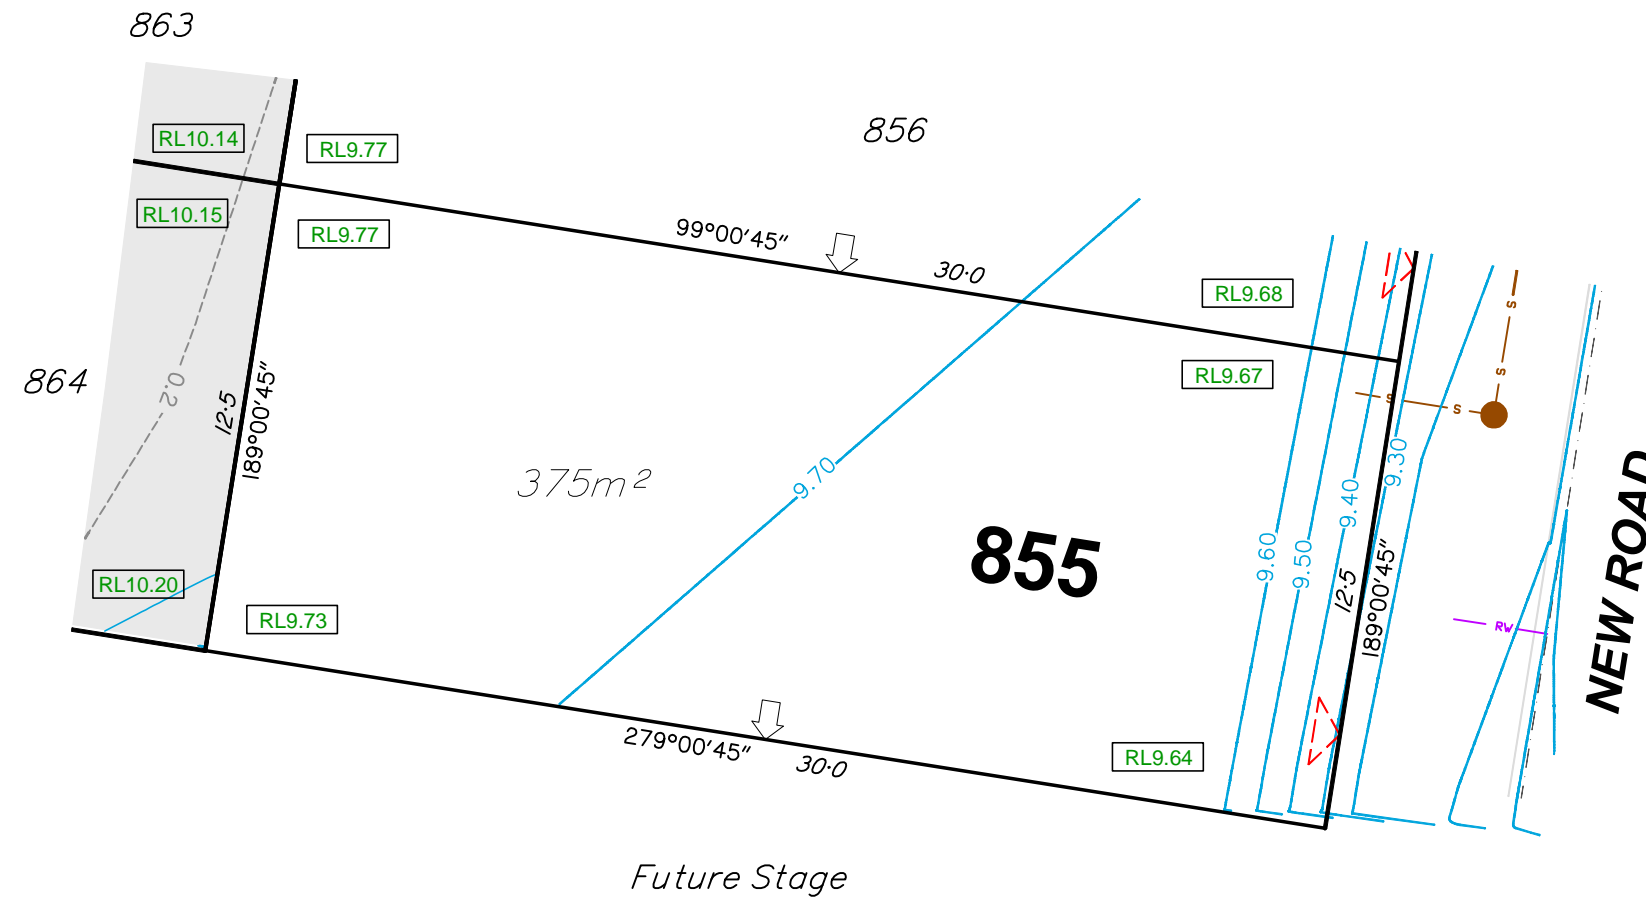 863
856
RL10.14
RL9.77
RL10.15
RL9.77
99°00'45"
30·0
RL9.68
RL9.67
864
0.2
12·5
189°00'45"
375m²
9.70
855
9.60
9.50
9.40
9.30
12·5
189°00'45"
S
S
S
S
RW
NEW ROAD
RL10.20
RL9.73
279°00'45"
30·0
RL9.64
Future Stage